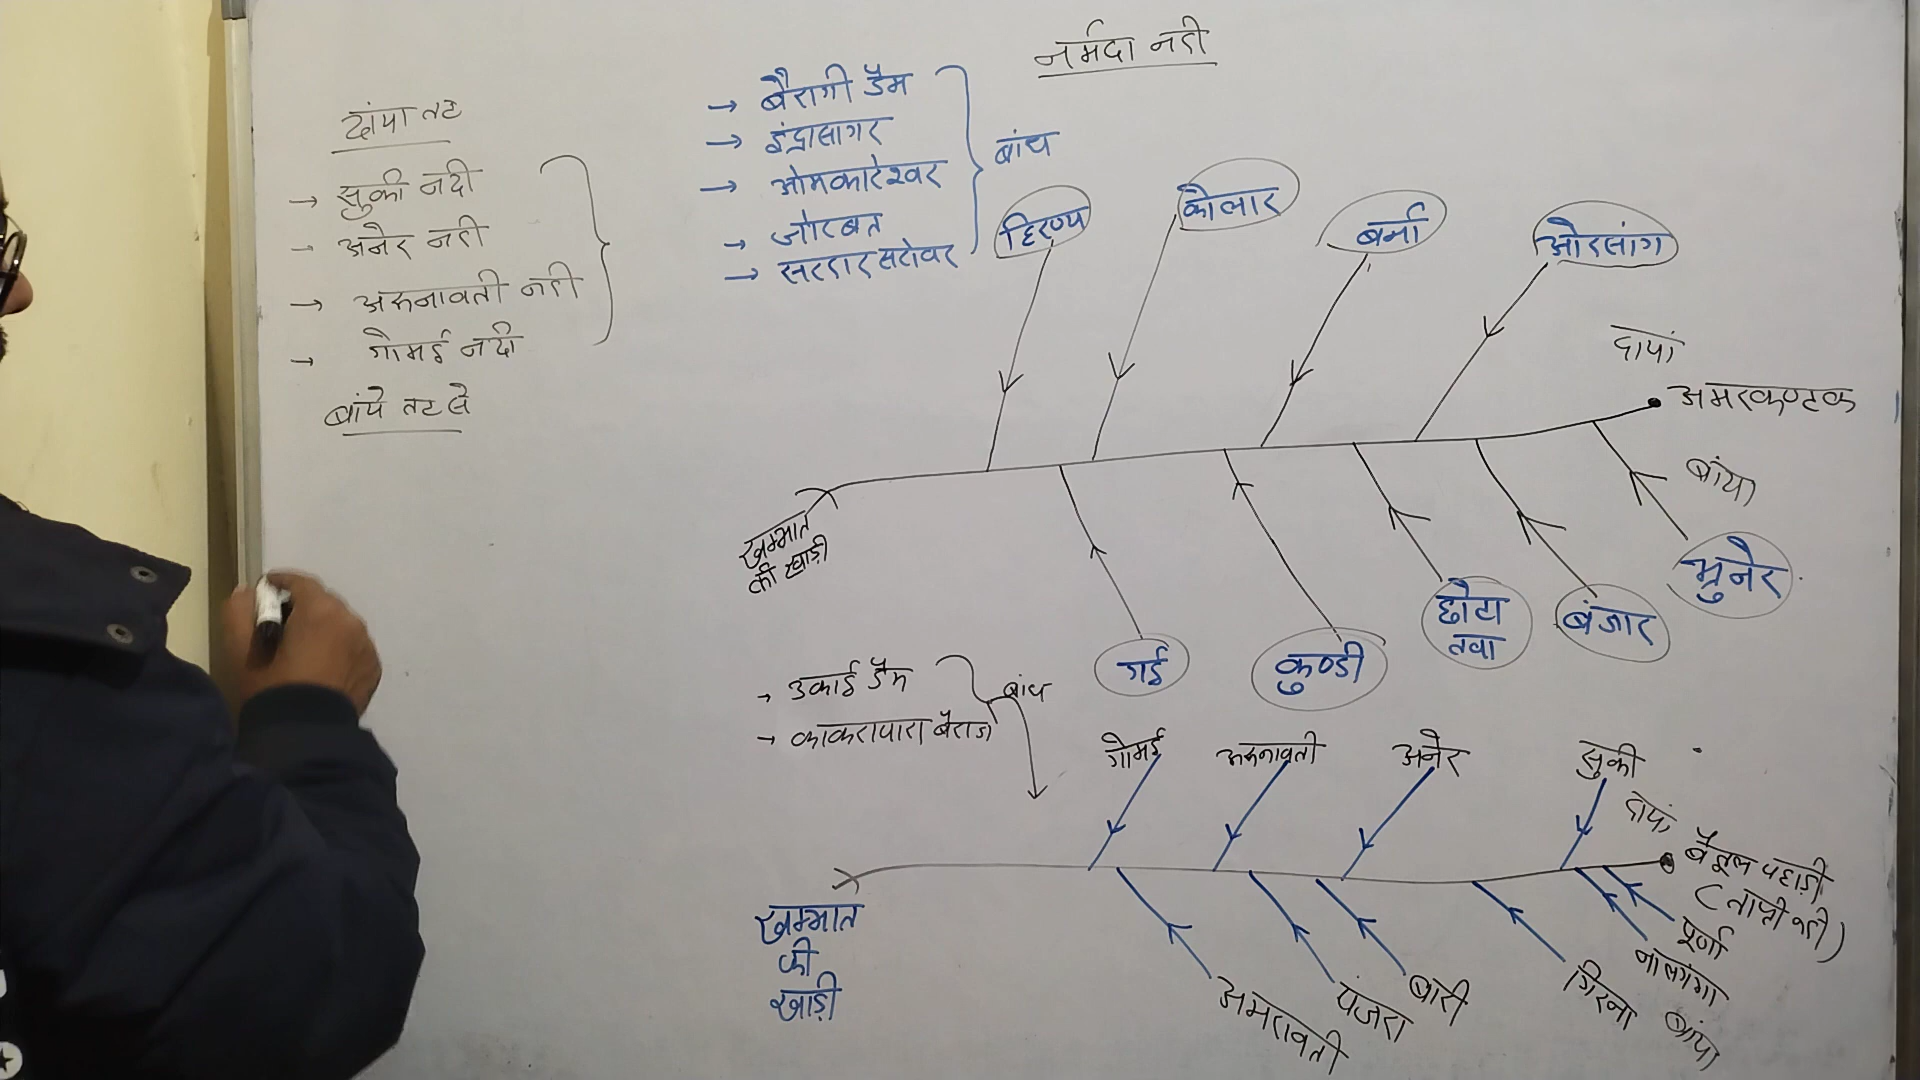 नर्मदा नदी
दांया तट
→ सुकी नदी
→ अनेर नदी
→ अरुनावती नदी
→ गोमई नदी
बांये तट से
→ बैरागी डैम
→ इंद्रासागर
→ ओमकारेश्वर
→ जोरबत
→ सरदार सरोवर
बांध
हिरण्य
कोलार
बर्ना
ओरसांग
दायां
अमरकण्टक
बांया
खम्भात
की खाड़ी
गई
कुण्डी
छोटा
तवा
बंजार
भुनेर
→ उकाई डैम
→ काकरापारा बैराज
बांध
गोमई
अरुनावती
अनेर
सुकी
दायां
बैतूल पहाड़ी
(ताप्ती नदी)
खम्भात
की
खाड़ी
अमरावती
पंजरा
बारी
गिरना
नालगंगा
पूर्णा
बांया